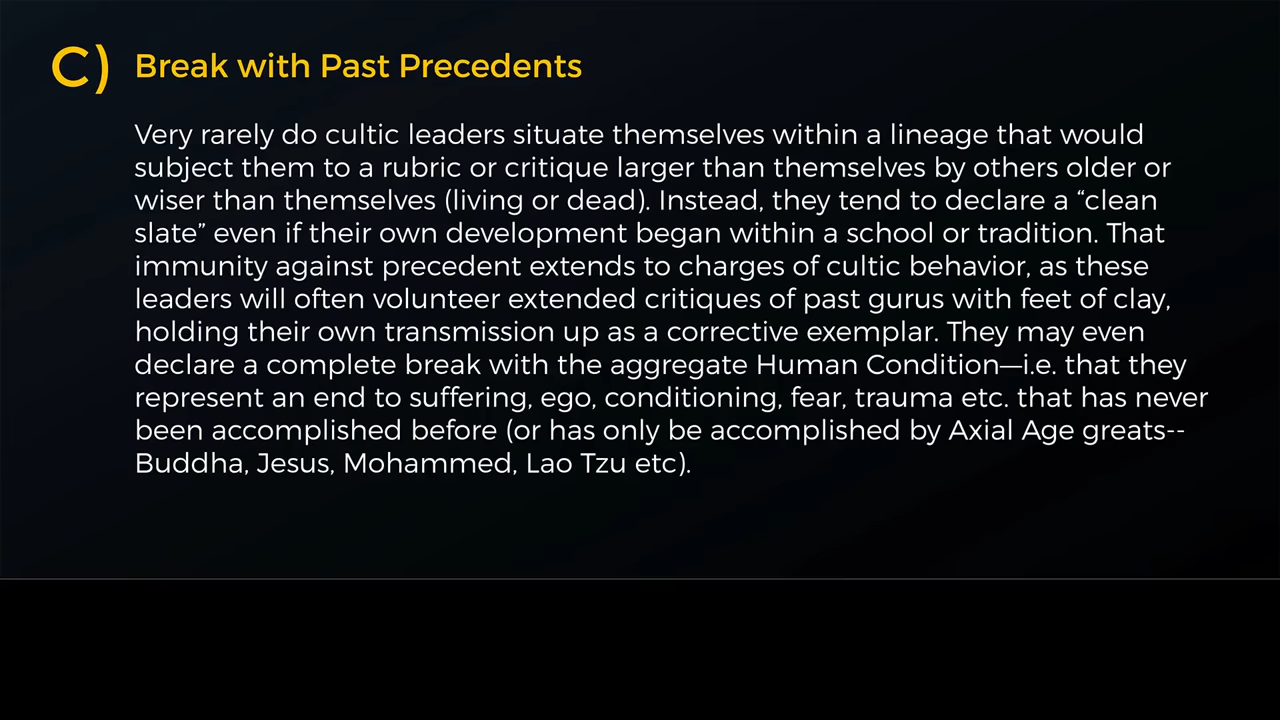 C) Break with Past Precedents
Very rarely do cultic leaders situate themselves within a lineage that would
subject them to a rubric or critique larger than themselves by others older or
wiser than themselves (living or dead). Instead, they tend to declare a “clean
slate” even if their own development began within a school or tradition. That
immunity against precedent extends to charges of cultic behavior, as these
leaders will often volunteer extended critiques of past gurus with feet of clay,
holding their own transmission up as a corrective exemplar. They may even
declare a complete break with the aggregate Human Condition—i.e. that they
represent an end to suffering, ego, conditioning, fear, trauma etc. that has never
been accomplished before (or has only be accomplished by Axial Age greats--
Buddha, Jesus, Mohammed, Lao Tzu etc).